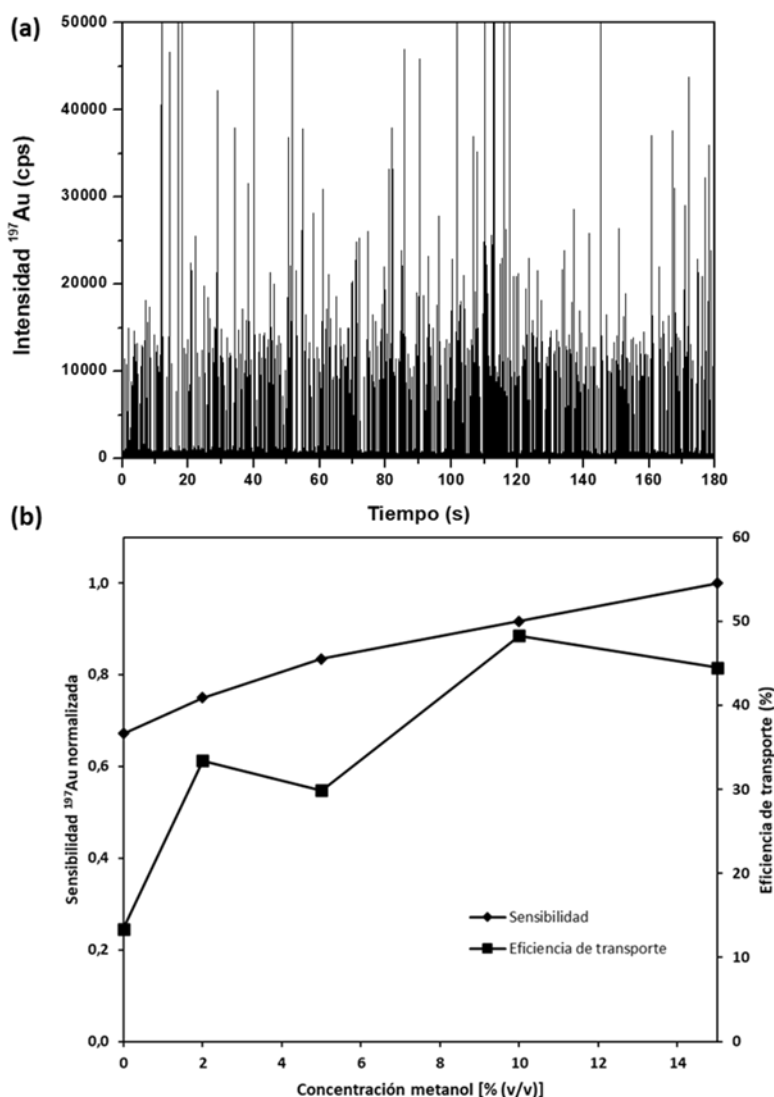 (a)
50000
40000
30000
20000
10000
0
Intensidad ¹⁹⁷Au (cps)
0 20 40 60 80 100 120 140 160 180
Tiempo (s)
(b)
1,0
0,8
0,6
0,4
0,2
0,0
Sensibilidad ¹⁹⁷Au normalizada
60
50
40
30
20
10
0
Eficiencia de transporte (%)
Sensibilidad
Eficiencia de transporte
0 2 4 6 8 10 12 14
Concentración metanol [% (v/v)]